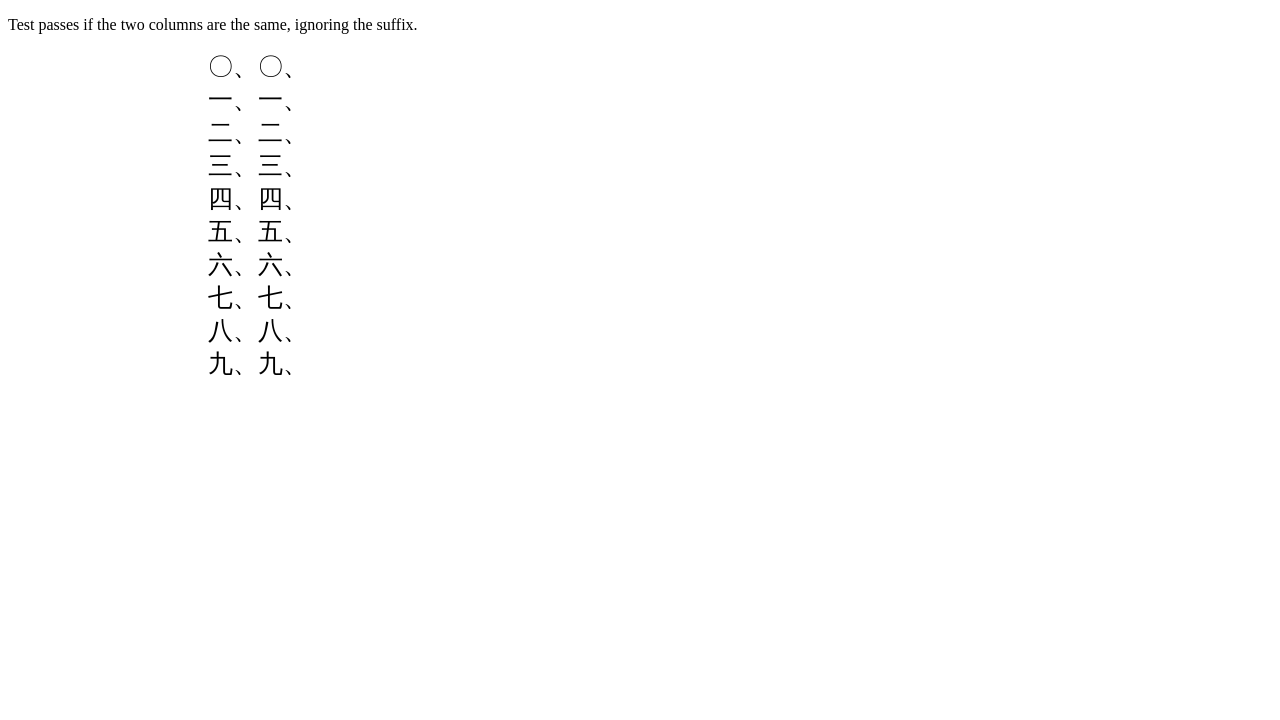 Test passes if the two columns are the same, ignoring the suffix.
〇、〇、
一、一、
二、二、
三、三、
四、四、
五、五、
六、六、
七、七、
八、八、
九、九、